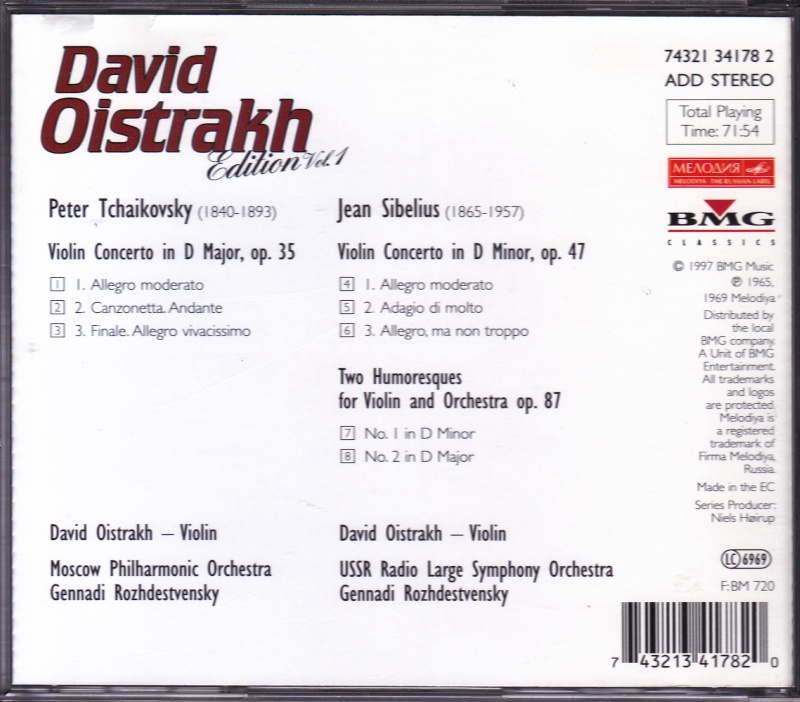 David
Oistrakh
Edition Vol.1
Peter Tchaikovsky (1840-1893)
Violin Concerto in D Major, op. 35
1 1. Allegro moderato
2 2. Canzonetta. Andante
3 3. Finale. Allegro vivacissimo
David Oistrakh – Violin
Moscow Philharmonic Orchestra
Gennadi Rozhdestvensky
Jean Sibelius (1865-1957)
Violin Concerto in D Minor, op. 47
4 1. Allegro moderato
5 2. Adagio di molto
6 3. Allegro, ma non troppo
Two Humoresques
for Violin and Orchestra op. 87
7 No. 1 in D Minor
8 No. 2 in D Major
David Oistrakh – Violin
USSR Radio Large Symphony Orchestra
Gennadi Rozhdestvensky
74321 34178 2
ADD STEREO
Total Playing
Time: 71:54
МЕЛОДИЯ
MELODIYA - THE RUSSIAN LABEL
BMG
CLASSICS
© 1997 BMG Music
℗ 1965,
1969 Melodiya
Distributed by
the local
BMG company.
A Unit of BMG
Entertainment.
All trademarks
and logos
are protected.
Melodiya is
a registered
trademark of
Firma Melodiya,
Russia.
Made in the EC
Series Producer:
Niels Høirup
LC 6969
F: BM 720
7 43213 41782 0